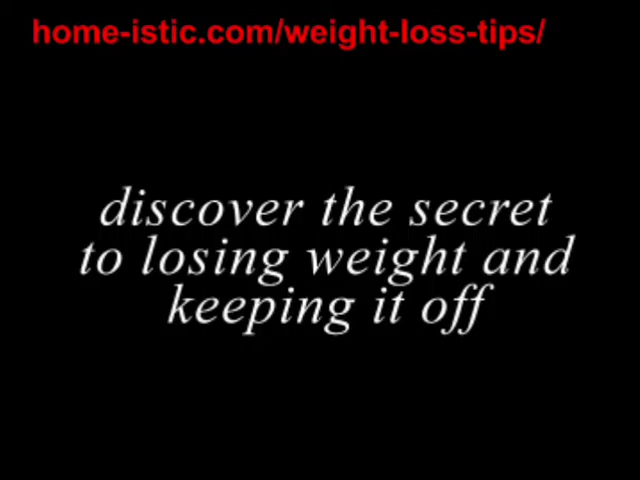 home-istic.com/weight-loss-tips/
discover the secret
to losing weight and
keeping it off